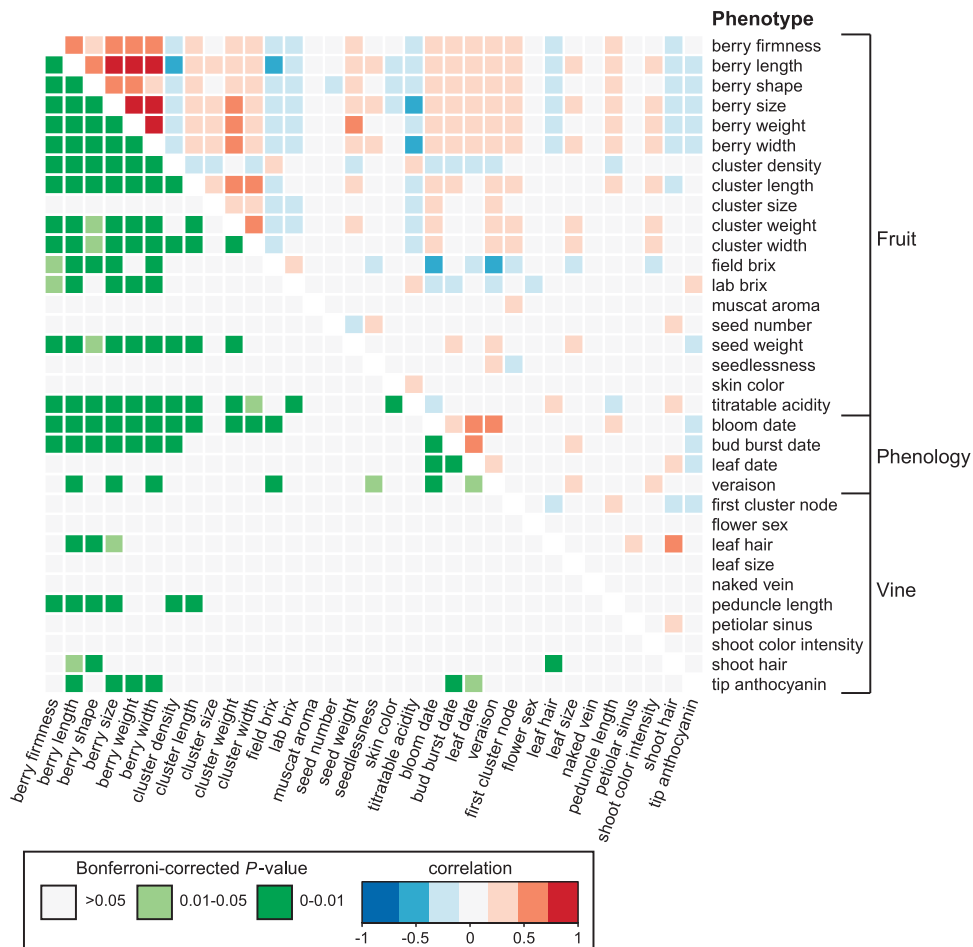 Phenotype
berry firmness
berry length
berry shape
berry size
berry weight
berry width
cluster density
cluster length
cluster size
cluster weight
cluster width
field brix
lab brix
muscat aroma
seed number
seed weight
seedlessness
skin color
titratable acidity
bloom date
bud burst date
leaf date
veraison
first cluster node
flower sex
leaf hair
leaf size
naked vein
peduncle length
petiolar sinus
shoot color intensity
shoot hair
tip anthocyanin
Fruit
Phenology
Vine
berry firmness
berry length
berry shape
berry size
berry weight
berry width
cluster density
cluster length
cluster size
cluster weight
cluster width
field brix
lab brix
muscat aroma
seed number
seed weight
seedlessness
skin color
titratable acidity
bloom date
bud burst date
leaf date
veraison
first cluster node
flower sex
leaf hair
leaf size
naked vein
peduncle length
petiolar sinus
shoot color intensity
shoot hair
tip anthocyanin
Bonferroni-corrected P-value
>0.05
0.01-0.05
0-0.01
correlation
-1 -0.5 0 0.5 1